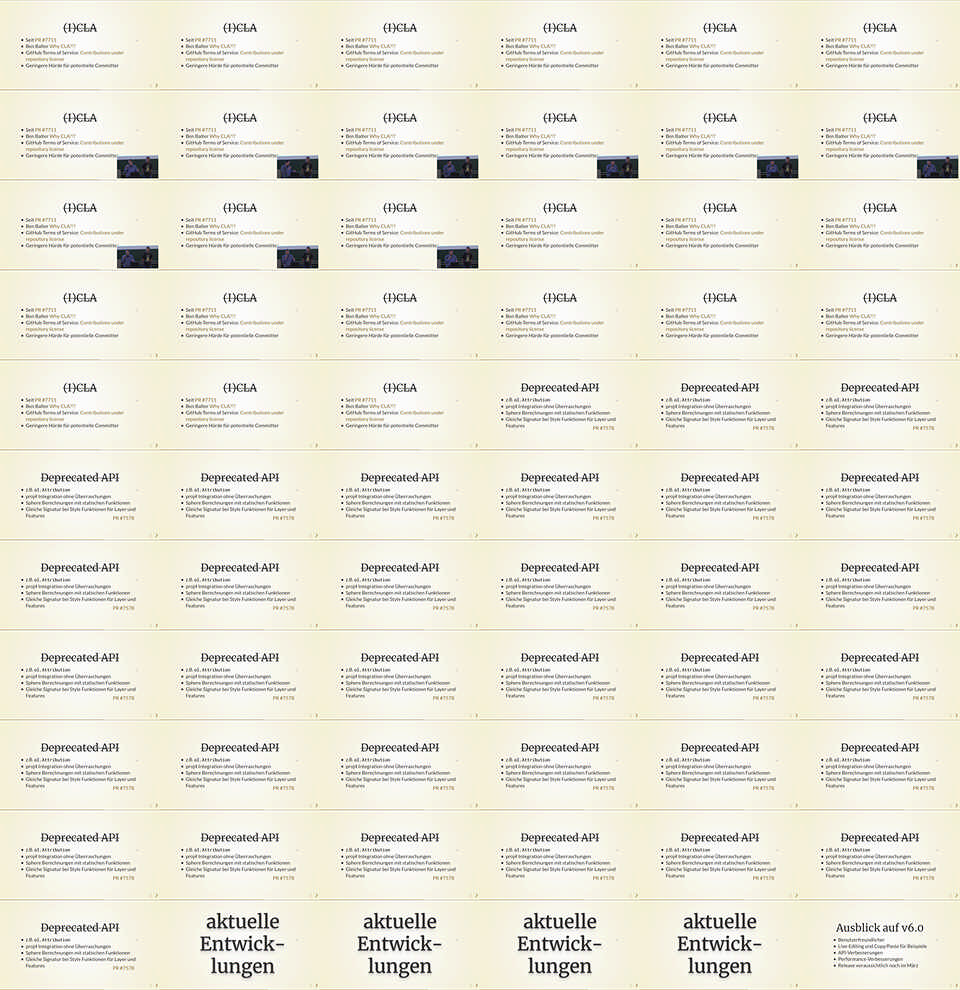 (I)CLA
Seit PR #7711
Ben Balter Why CLA???
GitHub Terms of Service: Contributions under
repository license
Geringere Hürde für potentielle Committer
Deprecated API
z.B. ol.Attribution
proj4 Integration ohne Überraschungen
Sphere Berechnungen mit statischen Funktionen
Gleiche Signatur bei Style Funktionen für Layer und
Features
PR #7578
aktuelle
Entwick-
lungen
Ausblick auf v6.0
Benutzerfreundlicher
Live-Editing und Copy/Paste für Beispiele
API-Verbesserungen
Performance-Verbesserungen
Release voraussichtlich noch im März